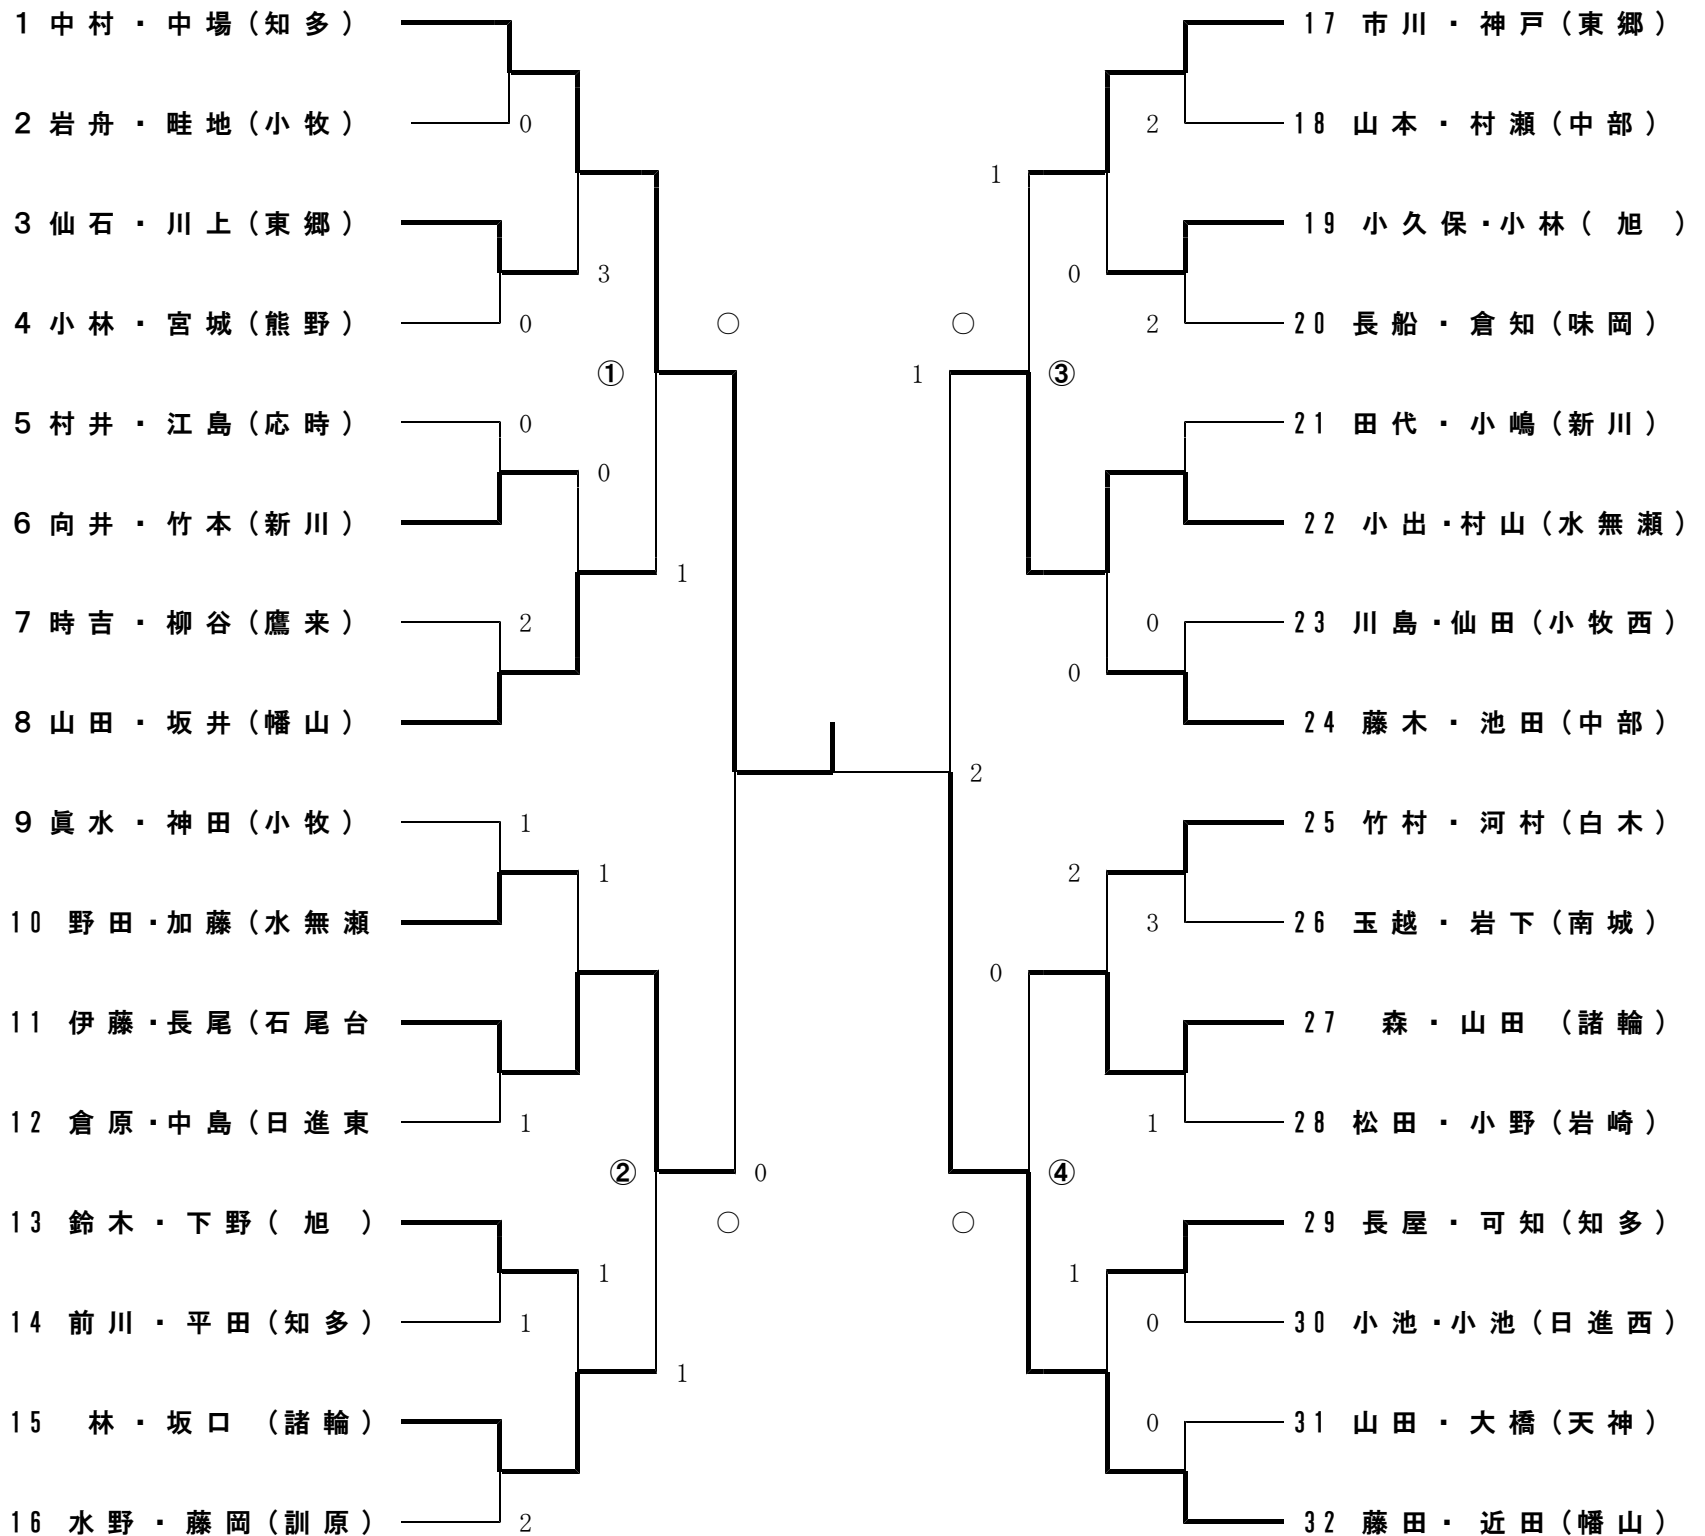 1 中村・中場(知多)
2 岩舟・畦地(小牧)
0
3 仙石・川上(東郷)
3
4 小林・宮城(熊野)
0
○
①
5 村井・江島(応時)
0
0
6 向井・竹本(新川)
1
7 時吉・柳谷(鷹来)
2
8 山田・坂井(幡山)
9 眞水・神田(小牧)
1
1
10 野田・加藤(水無瀬
11 伊藤・長尾(石尾台
12 倉原・中島(日進東
1
②
0
13 鈴木・下野( 旭 )
○
1
14 前川・平田(知多)
1
1
15 林・坂口 (諸輪)
16 水野・藤岡(訓原)
2
17 市川・神戸(東郷)
2
18 山本・村瀬(中部)
1
19 小久保・小林( 旭 )
0
○
2
20 長船・倉知(味岡)
1
③
21 田代・小嶋(新川)
22 小出・村山(水無瀬)
0
23 川島・仙田(小牧西)
0
24 藤木・池田(中部)
2
25 竹村・河村(白木)
2
3
26 玉越・岩下(南城)
0
27 森・山田 (諸輪)
1
28 松田・小野(岩崎)
④
○
29 長屋・可知(知多)
1
0
30 小池・小池(日進西)
0
31 山田・大橋(天神)
32 藤田・近田(幡山)